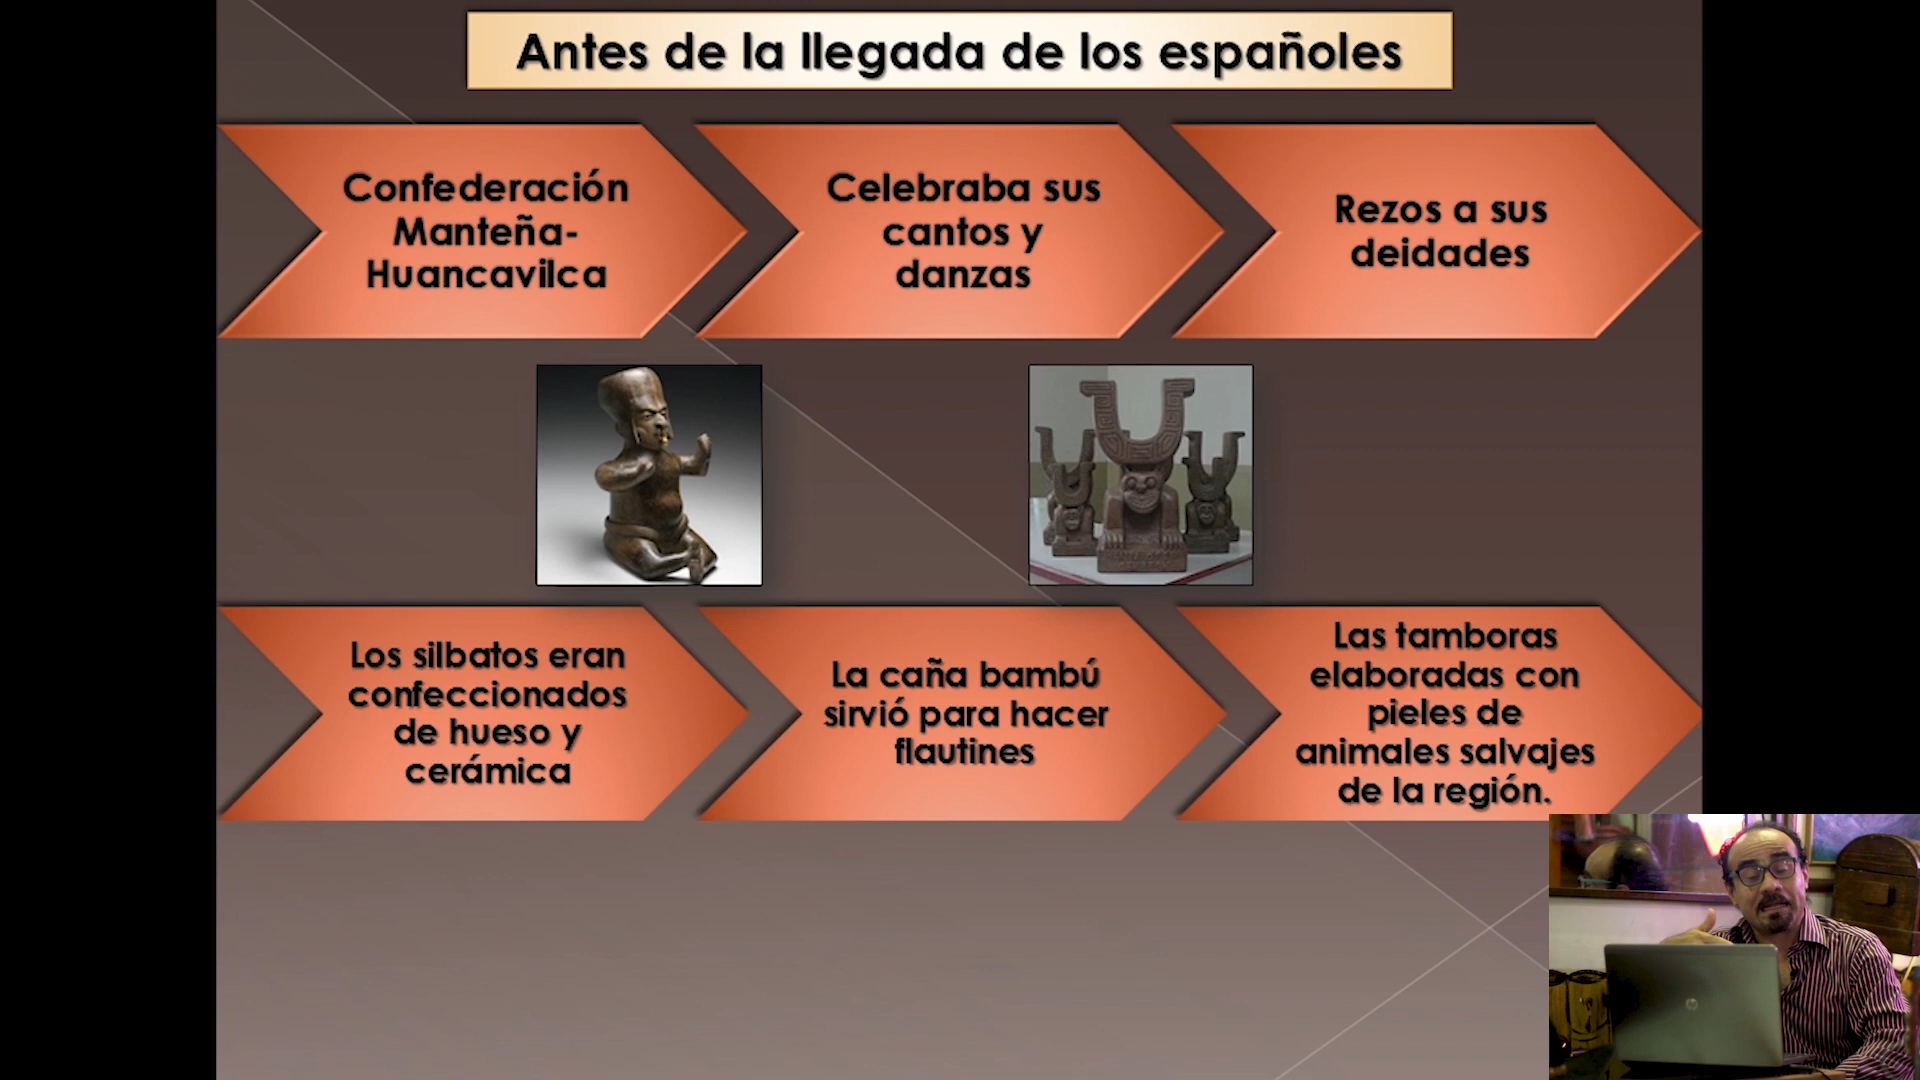 Antes de la llegada de los españoles
Confederación
Manteña-
Huancavilca
Celebraba sus
cantos y
danzas
Rezos a sus
deidades
Los silbatos eran
confeccionados
de hueso y
cerámica
La caña bambú
sirvió para hacer
flautines
Las tamboras
elaboradas con
pieles de
animales salvajes
de la región.